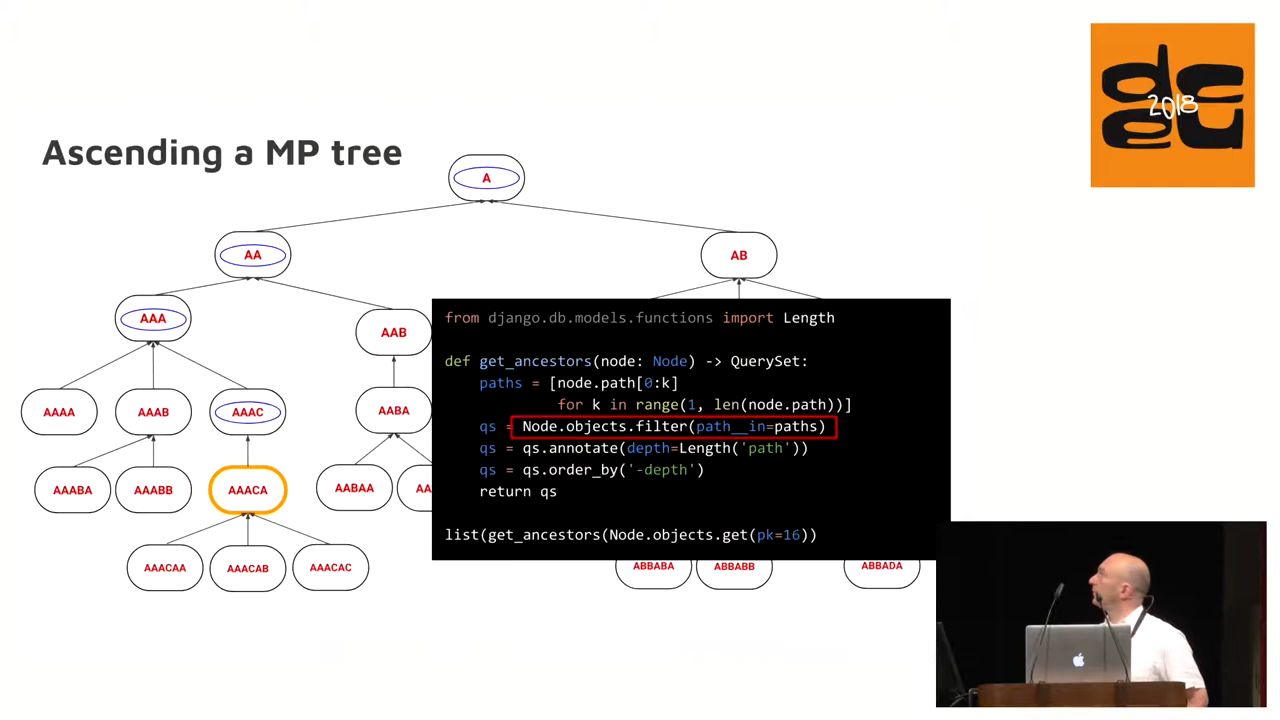 2018
Ascending a MP tree
A
AA
AB
AAA
AAB
AAAA
AAAB
AAAC
AABA
AAABA
AAABB
AAACA
AABAA
AAACAA
AAACAB
AAACAC
ABBABA
ABBABB
ABBADA
from django.db.models.functions import Length
def get_ancestors(node: Node) -> QuerySet:
paths = [node.path[0:k]
for k in range(1, len(node.path))]
qs = Node.objects.filter(path__in=paths)
qs = qs.annotate(depth=Length('path'))
qs = qs.order_by('-depth')
return qs
list(get_ancestors(Node.objects.get(pk=16))